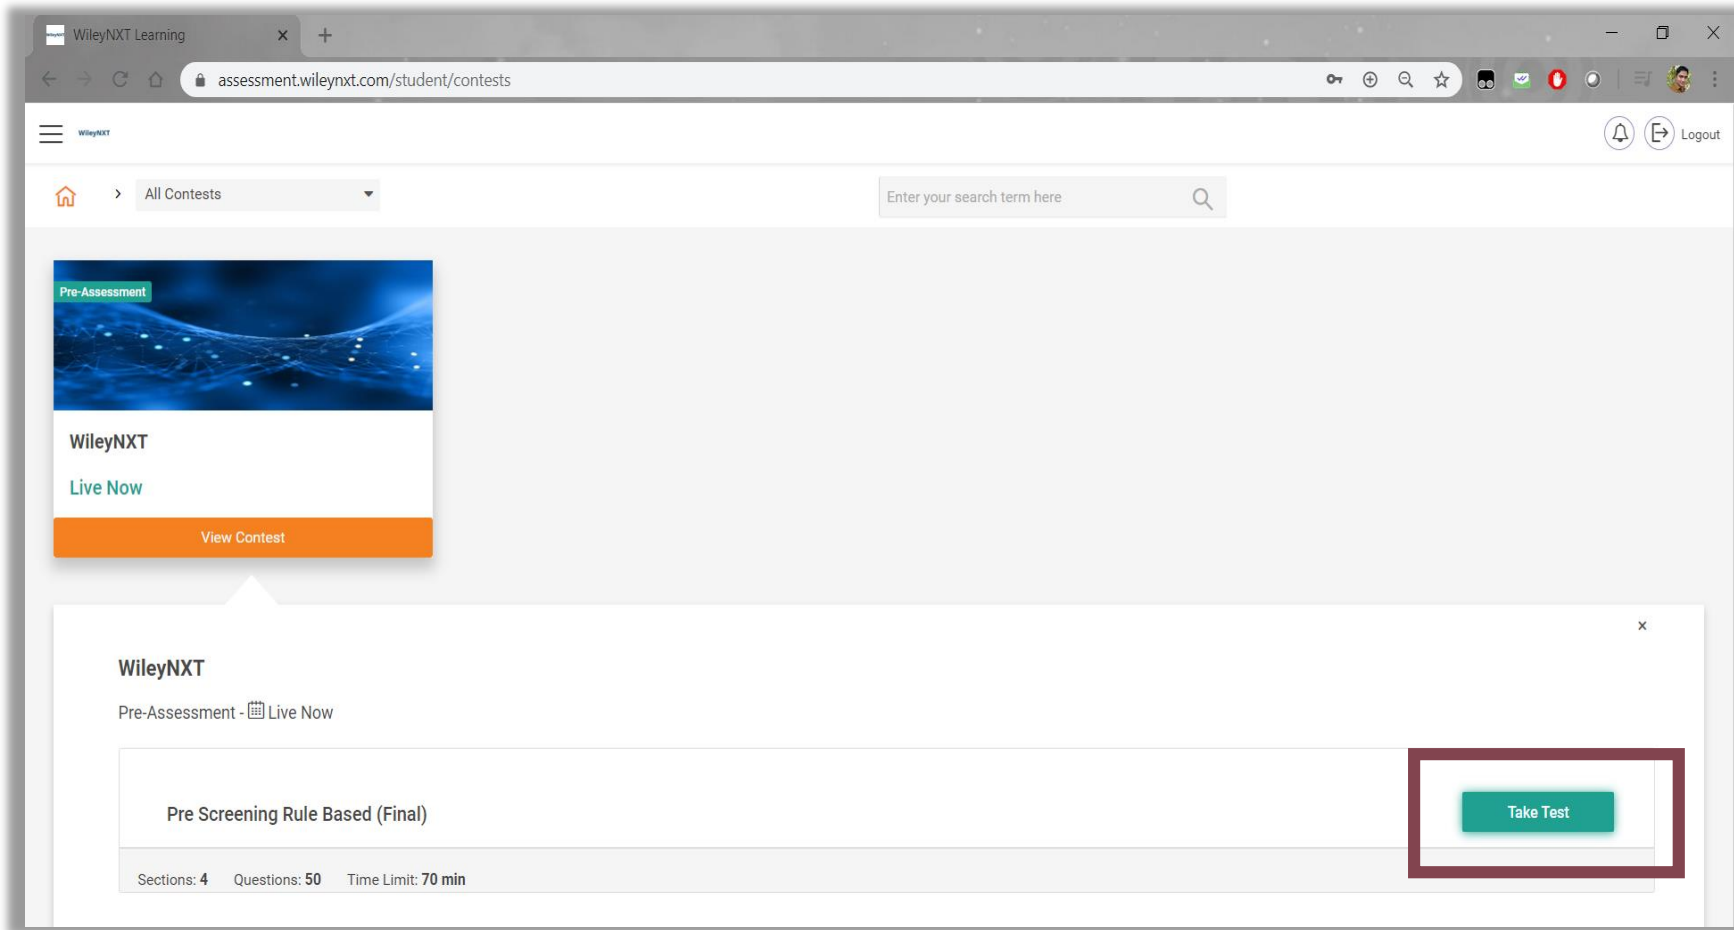 WileyNXT Learning
assessment.wileynxt.com/student/contests
WileyNXT
Logout
All Contests
Enter your search term here
Pre-Assessment
WileyNXT
Live Now
View Contest
WileyNXT
Pre-Assessment - Live Now
Pre Screening Rule Based (Final)
Take Test
Sections: 4 Questions: 50 Time Limit: 70 min